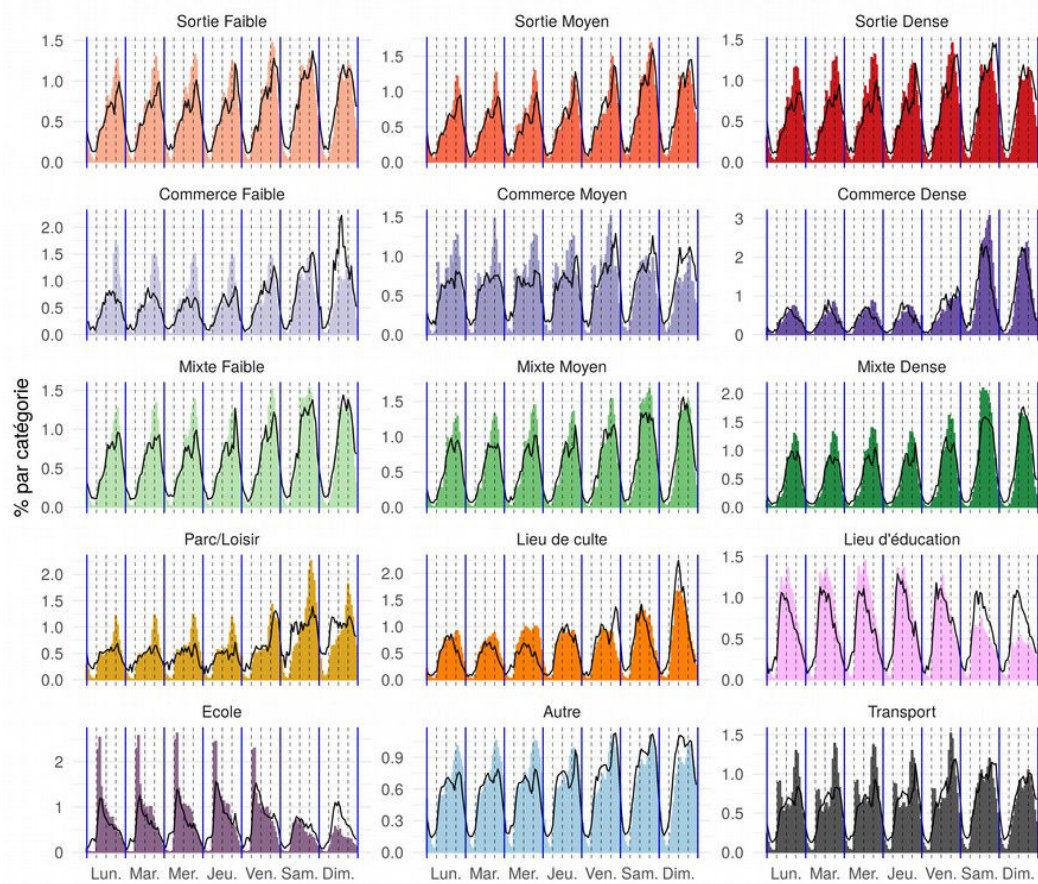 Sortie Faible Sortie Moyen Sortie Dense
1.5 1.0 0.5 0.0
1.5 1.0 0.5 0.0
1.5 1.0 0.5 0.0
Commerce Faible Commerce Moyen Commerce Dense
2.0 1.5 1.0 0.5 0.0
1.5 1.0 0.5 0.0
3 2 1 0
% par catégorie
Mixte Faible Mixte Moyen Mixte Dense
1.5 1.0 0.5 0.0
1.5 1.0 0.5 0.0
2.0 1.5 1.0 0.5 0.0
Parc/Loisir Lieu de culte Lieu d'éducation
2.0 1.5 1.0 0.5 0.0
2.0 1.5 1.0 0.5 0.0
1.5 1.0 0.5 0.0
Ecole Autre Transport
2 1 0
0.9 0.6 0.3 0.0
1.5 1.0 0.5 0.0
Lun. Mar. Mer. Jeu. Ven. Sam. Dim. Lun. Mar. Mer. Jeu. Ven. Sam. Dim. Lun. Mar. Mer. Jeu. Ven. Sam. Dim.